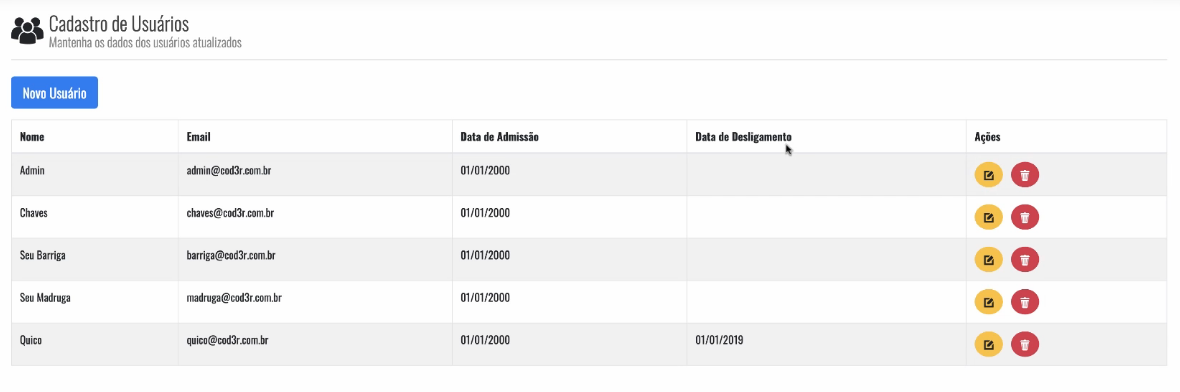 Cadastro de Usuários
Mantenha os dados dos usuários atualizados
Novo Usuário
Nome Email Data de Admissão Data de Desligamento Ações
Admin admin@cod3r.com.br 01/01/2000
Chaves chaves@cod3r.com.br 01/01/2000
Seu Barriga barriga@cod3r.com.br 01/01/2000
Seu Madruga madruga@cod3r.com.br 01/01/2000
Quico quico@cod3r.com.br 01/01/2000 01/01/2019